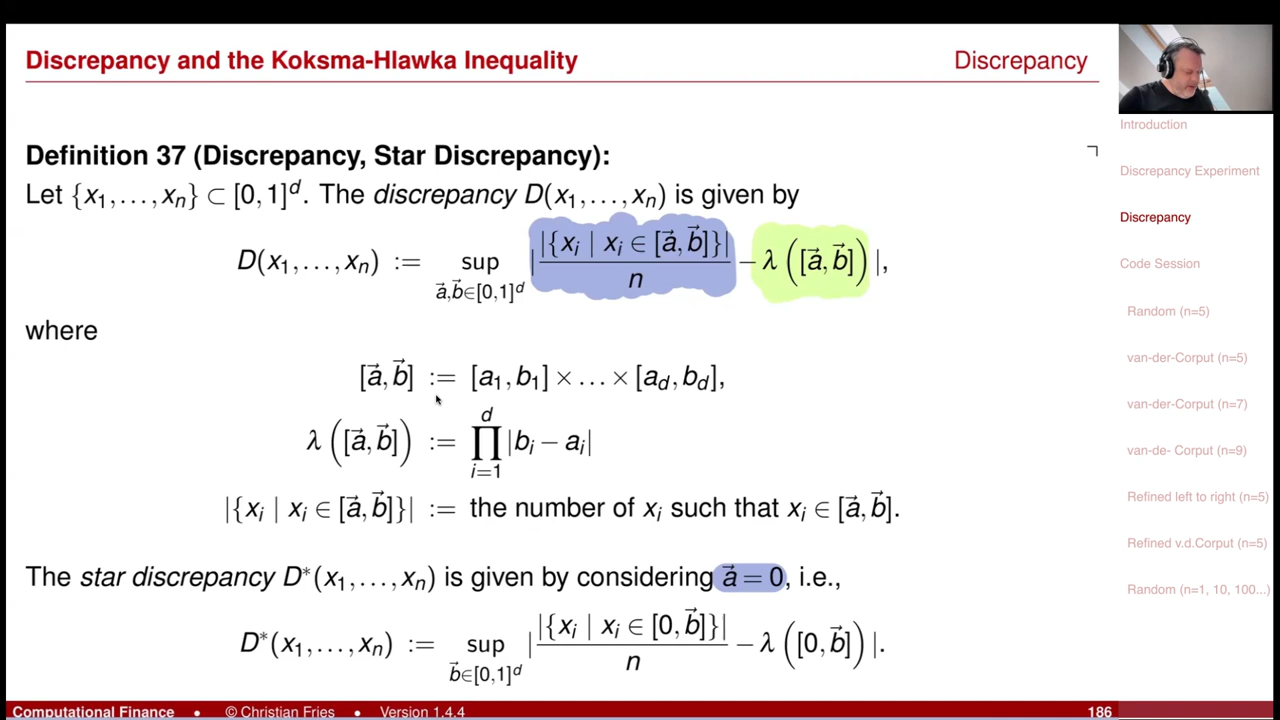 Discrepancy and the Koksma-Hlawka Inequality
Discrepancy
Definition 37 (Discrepancy, Star Discrepancy):
Let {x₁,…,xₙ} ⊂ [0,1]ᵈ. The discrepancy D(x₁,…,xₙ) is given by
D(x₁,…,xₙ) := sup_{a⃗,b⃗∈[0,1]ᵈ} | |{xᵢ | xᵢ ∈ [a⃗,b⃗]}| / n − λ([a⃗,b⃗]) |,
where
[a⃗,b⃗] := [a₁,b₁] × … × [a_d,b_d],
λ([a⃗,b⃗]) := ∏_{i=1}^{d} |bᵢ − aᵢ|
|{xᵢ | xᵢ ∈ [a⃗,b⃗]}| := the number of xᵢ such that xᵢ ∈ [a⃗,b⃗].
The star discrepancy D*(x₁,…,xₙ) is given by considering a⃗ = 0, i.e.,
D*(x₁,…,xₙ) := sup_{b⃗∈[0,1]ᵈ} | |{xᵢ | xᵢ ∈ [0,b⃗]}| / n − λ([0,b⃗]) |.
Introduction
Discrepancy Experiment
Discrepancy
Code Session
Random (n=5)
van-der-Corput (n=5)
van-der-Corput (n=7)
van-de- Corput (n=9)
Refined left to right (n=5)
Refined v.d.Corput (n=5)
Random (n=1, 10, 100...)
Computational Finance • © Christian Fries • Version 1.4.4
186